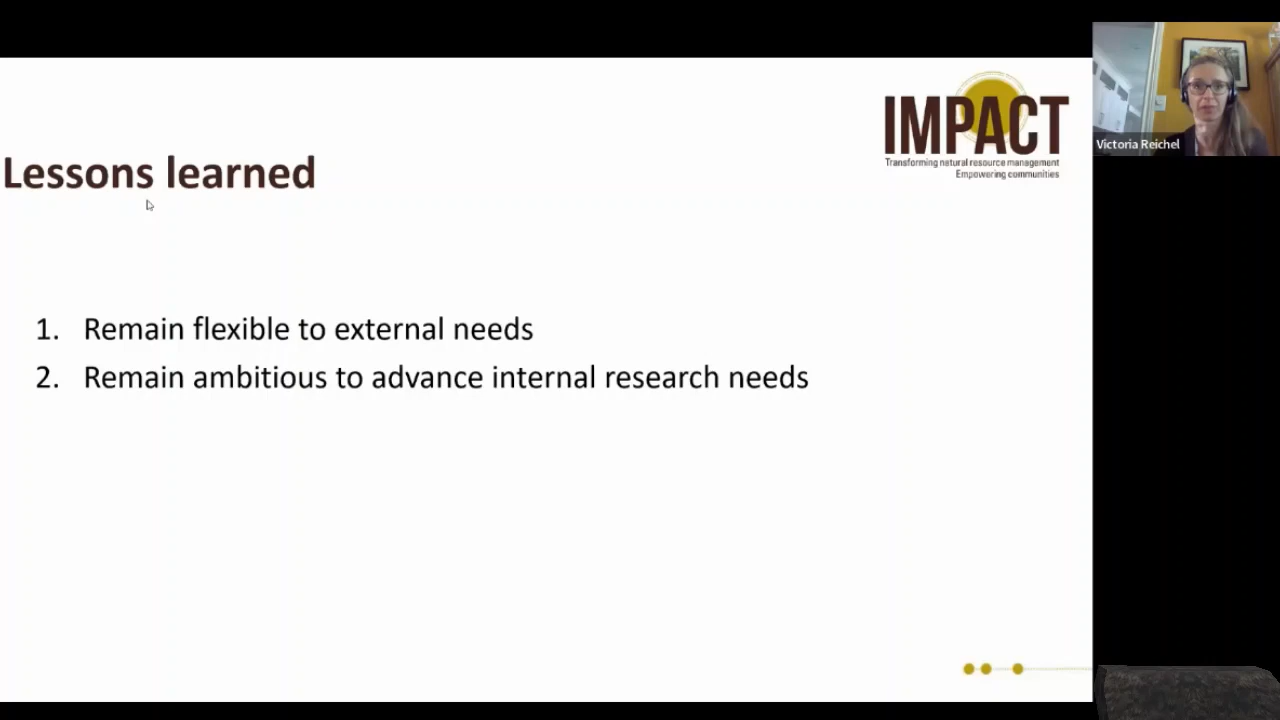 IMPACT
Transforming natural resource management
Empowering communities
Victoria Reichel
Lessons learned
1. Remain flexible to external needs
2. Remain ambitious to advance internal research needs